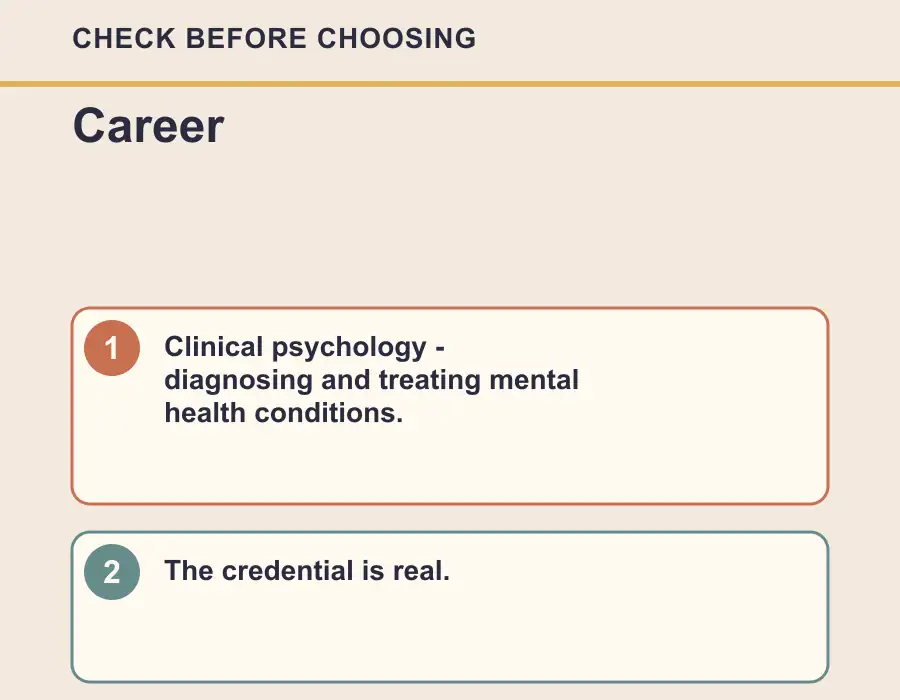 CHECK BEFORE CHOOSING
Career
1
Clinical psychology -
diagnosing and treating mental
health conditions.
2
The credential is real.